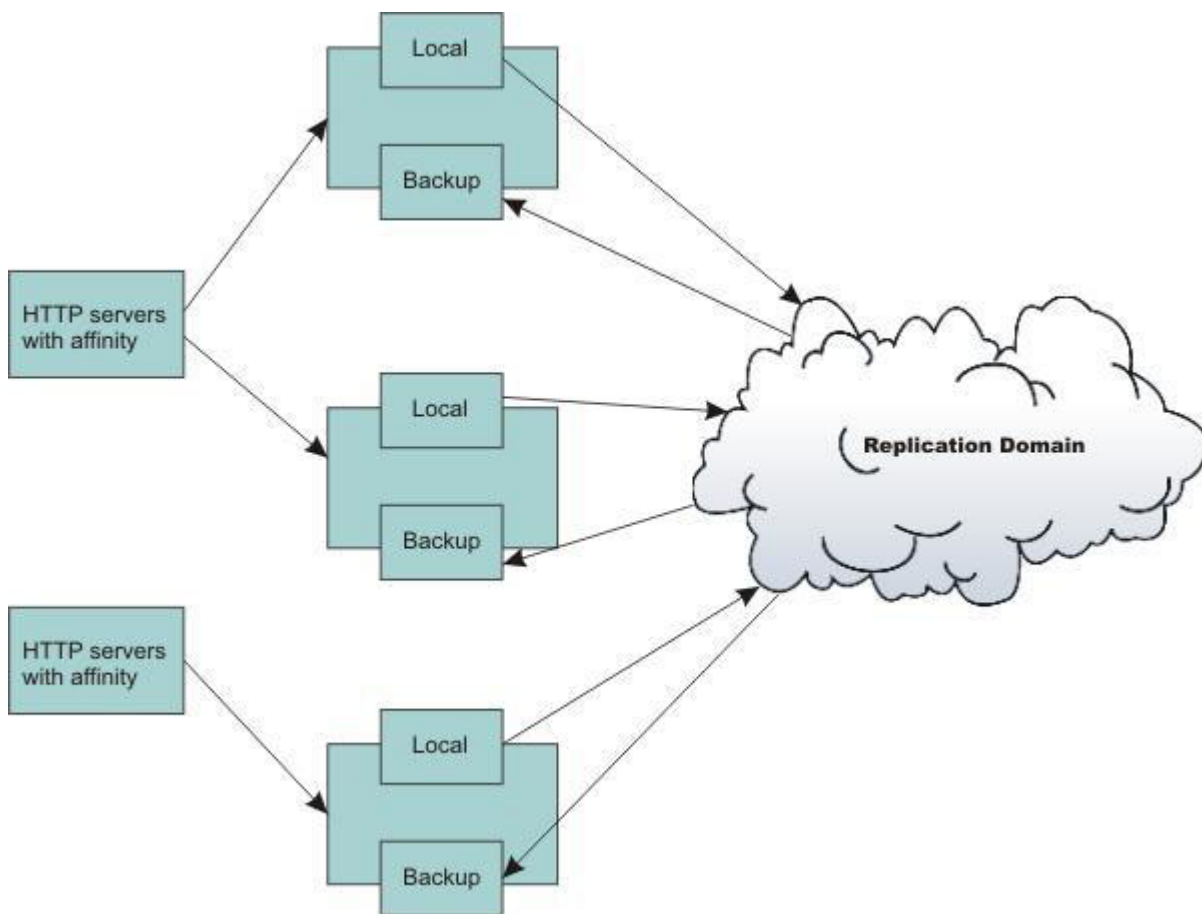 Local
Backup
HTTP servers
with affinity
Local
Replication Domain
Backup
HTTP servers
with affinity
Local
Backup